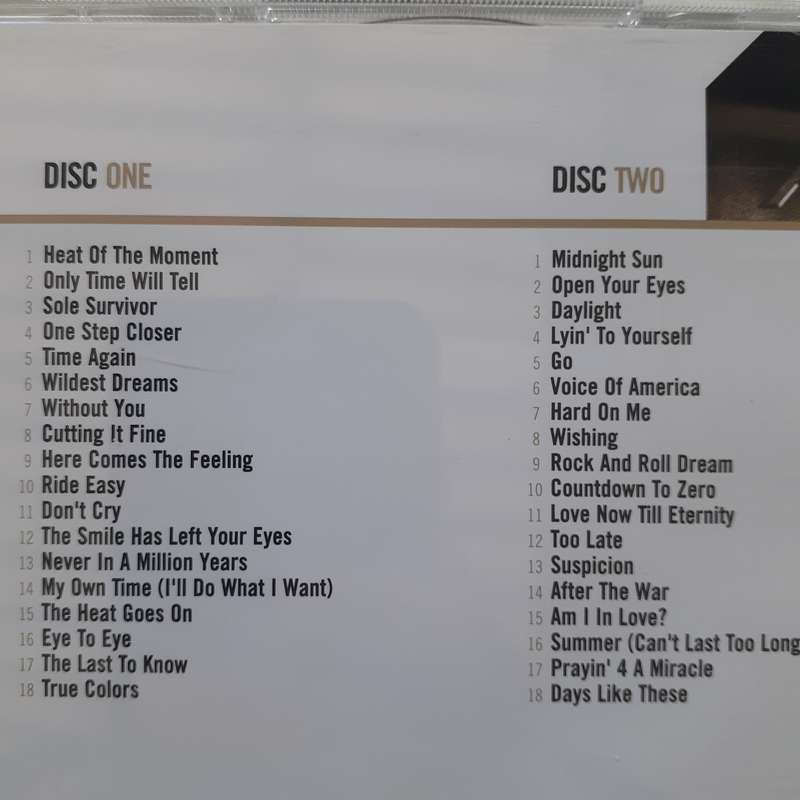 DISC ONE
1 Heat Of The Moment
2 Only Time Will Tell
3 Sole Survivor
4 One Step Closer
5 Time Again
6 Wildest Dreams
7 Without You
8 Cutting It Fine
9 Here Comes The Feeling
10 Ride Easy
11 Don't Cry
12 The Smile Has Left Your Eyes
13 Never In A Million Years
14 My Own Time (I'll Do What I Want)
15 The Heat Goes On
16 Eye To Eye
17 The Last To Know
18 True Colors
DISC TWO
1 Midnight Sun
2 Open Your Eyes
3 Daylight
4 Lyin' To Yourself
5 Go
6 Voice Of America
7 Hard On Me
8 Wishing
9 Rock And Roll Dream
10 Countdown To Zero
11 Love Now Till Eternity
12 Too Late
13 Suspicion
14 After The War
15 Am I In Love?
16 Summer (Can't Last Too Long
17 Prayin' 4 A Miracle
18 Days Like These